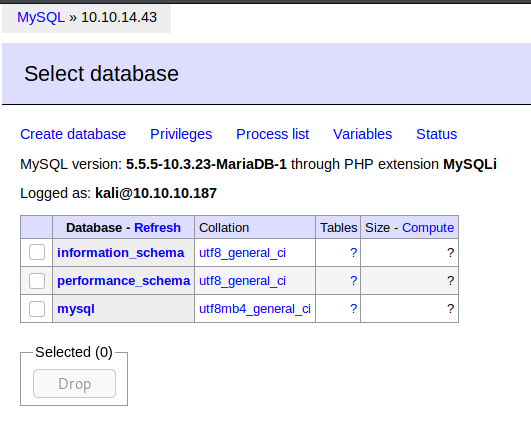 MySQL » 10.10.14.43
Select database
Create database Privileges Process list Variables Status
MySQL version: 5.5.5-10.3.23-MariaDB-1 through PHP extension MySQLi
Logged as: kali@10.10.10.187
Database - Refresh Collation Tables Size - Compute
information_schema utf8_general_ci ? ?
performance_schema utf8_general_ci ? ?
mysql utf8mb4_general_ci ? ?
Selected (0)
Drop